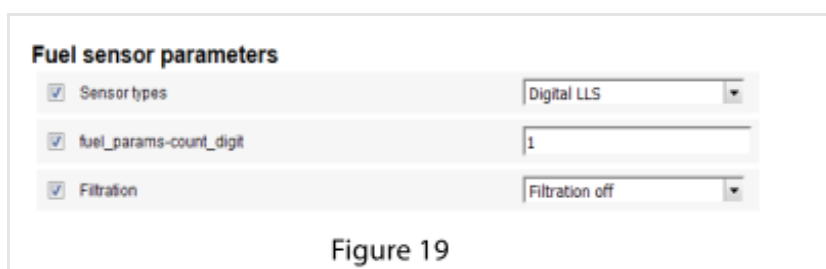 Fuel sensor parameters
Sensor types Digital LLS
fuel_params-count_digit 1
Filtration Filtration off
Figure 19